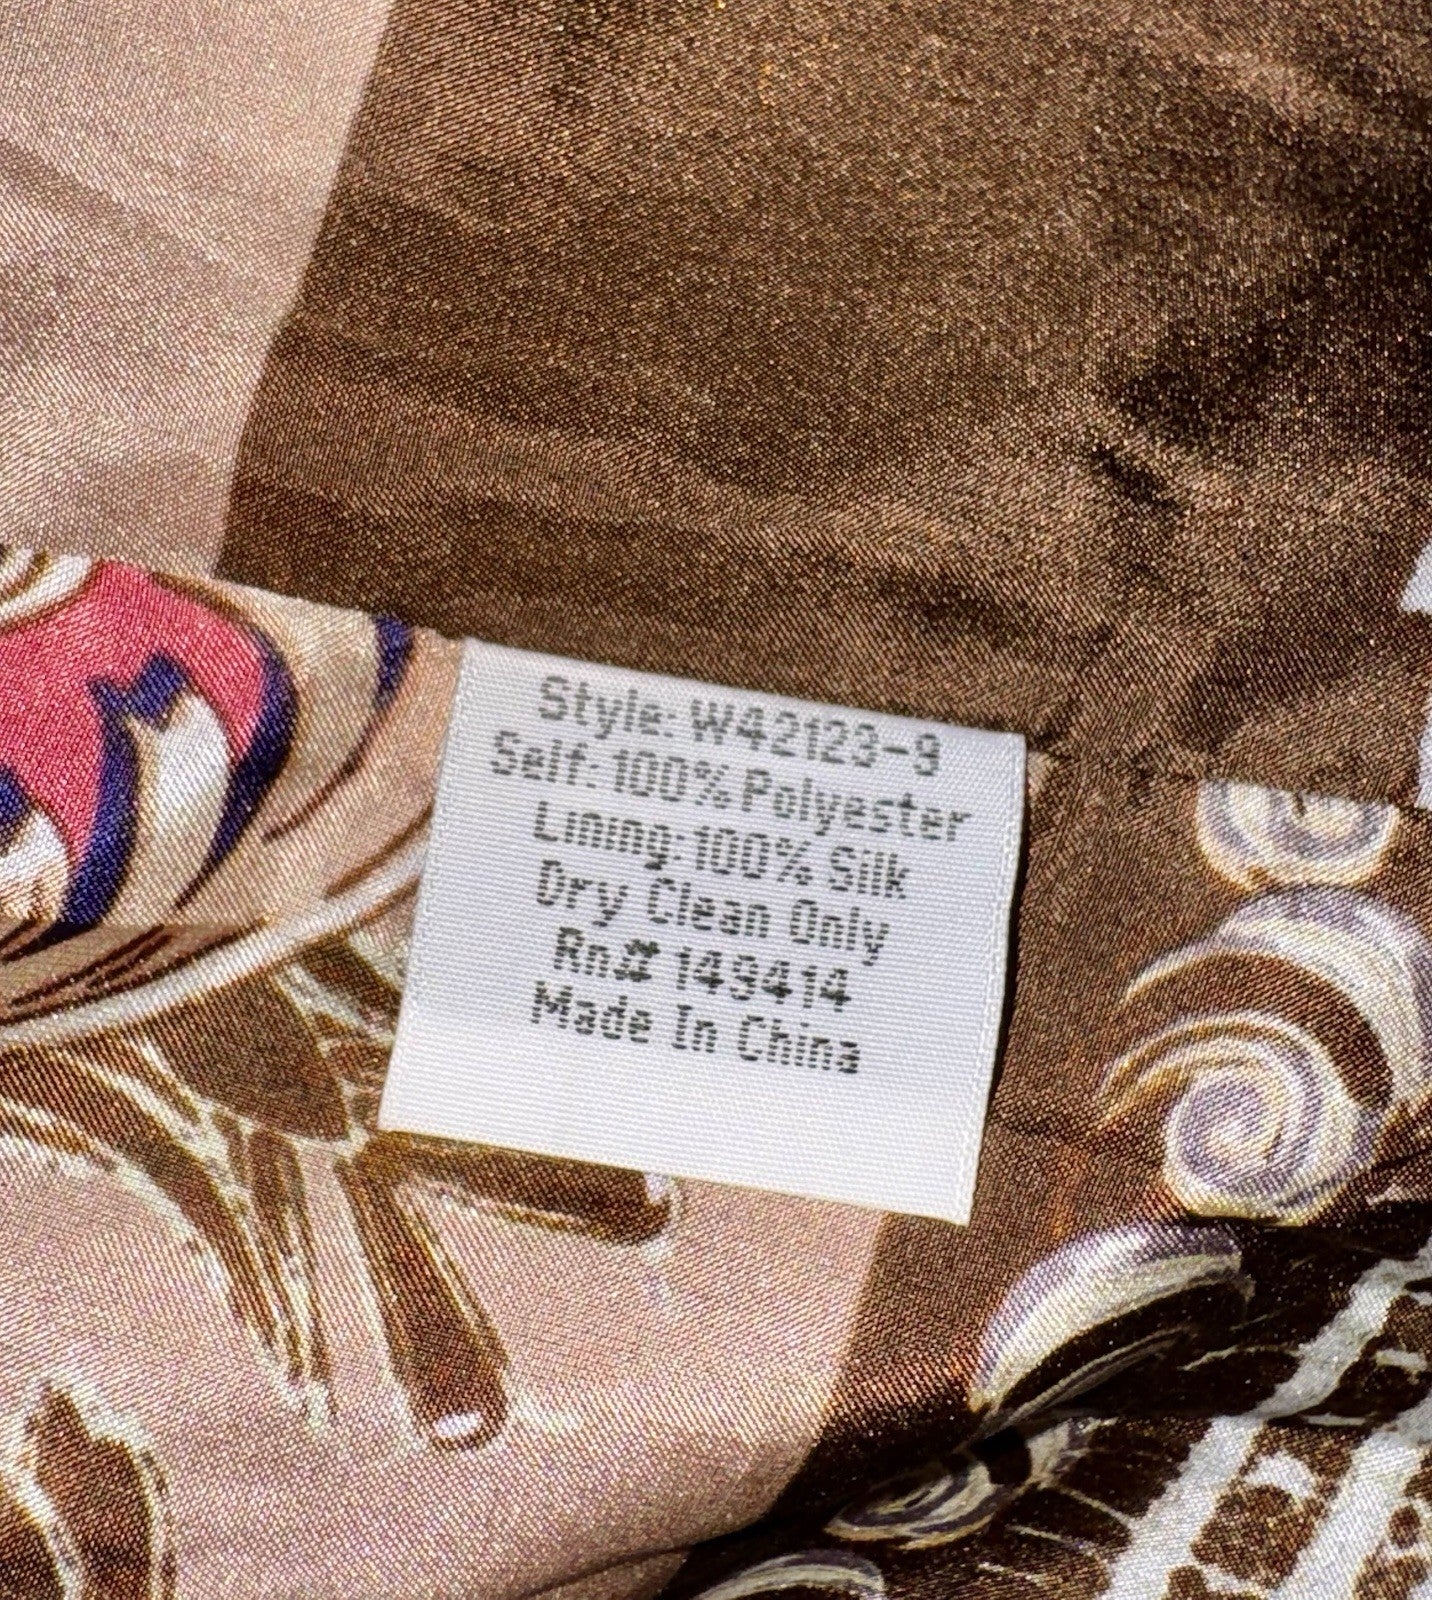 Style: W42123-9
Self: 100% Polyester
Lining: 100% Silk
Dry Clean Only
Rn# 149414
Made In China